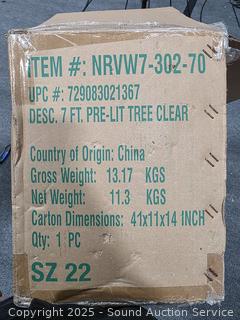 ITEM #: NRVW7-302-70
UPC #: 729083021367
DESC. 7 FT. PRE-LIT TREE CLEAR
Country of Origin: China
Gross Weight: 13.17 KGS
Net Weight: 11.3 KGS
Carton Dimensions: 41x11x14 INCH
Qty: 1 PC
SZ 22
Copyright 2025 - Sound Auction Service